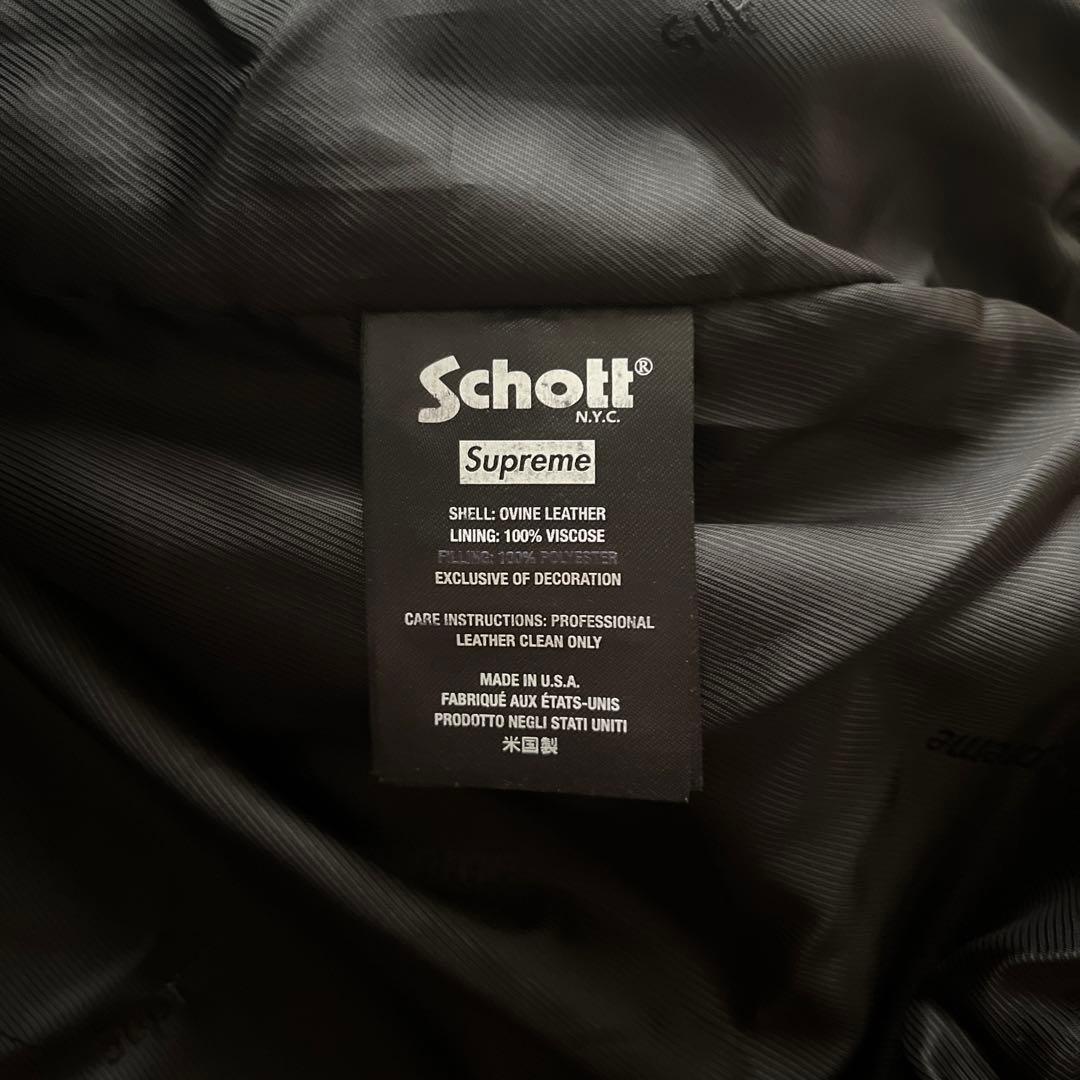 Sup
Schott®
N.Y.C.
Supreme
SHELL: OVINE LEATHER
LINING: 100% VISCOSE
FILLING: 100% POLYESTER
EXCLUSIVE OF DECORATION
CARE INSTRUCTIONS: PROFESSIONAL
LEATHER CLEAN ONLY
MADE IN U.S.A.
FABRIQUÉ AUX ÉTATS-UNIS
PRODOTTO NEGLI STATI UNITI
米国製